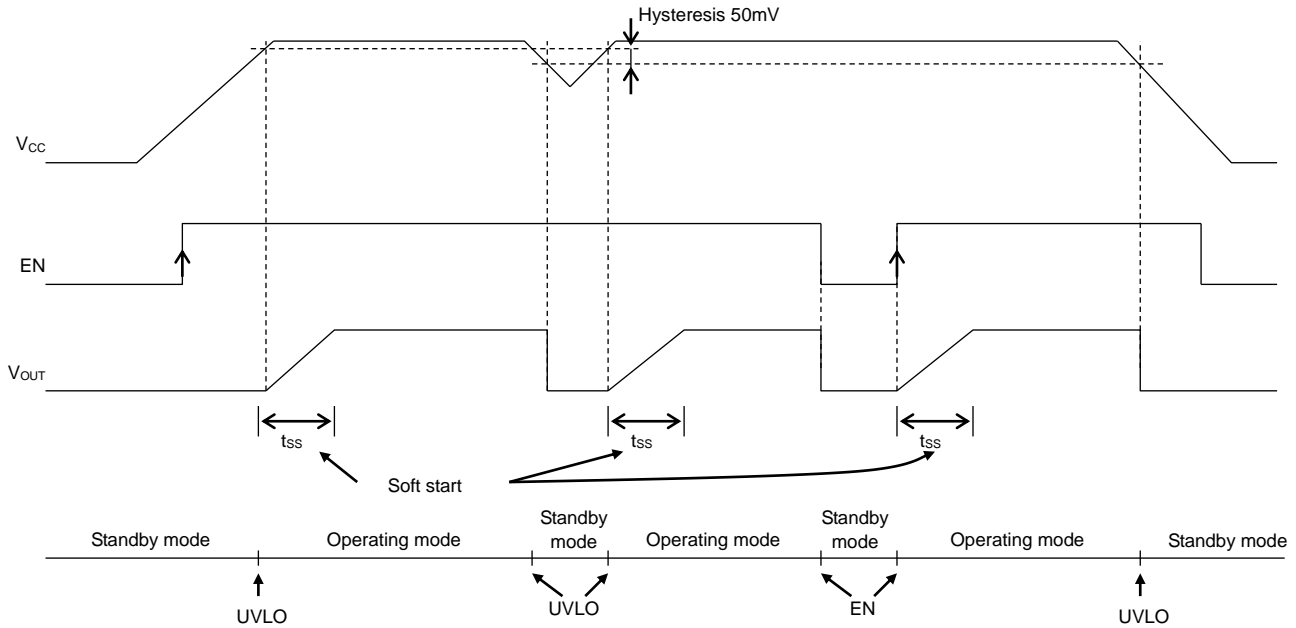 Hysteresis 50mV
VCC
EN
VOUT
tSS
tSS
tSS
Soft start
Standby mode
Operating mode
Standby
mode
Operating mode
Standby
mode
Operating mode
Standby mode
UVLO
UVLO
EN
UVLO